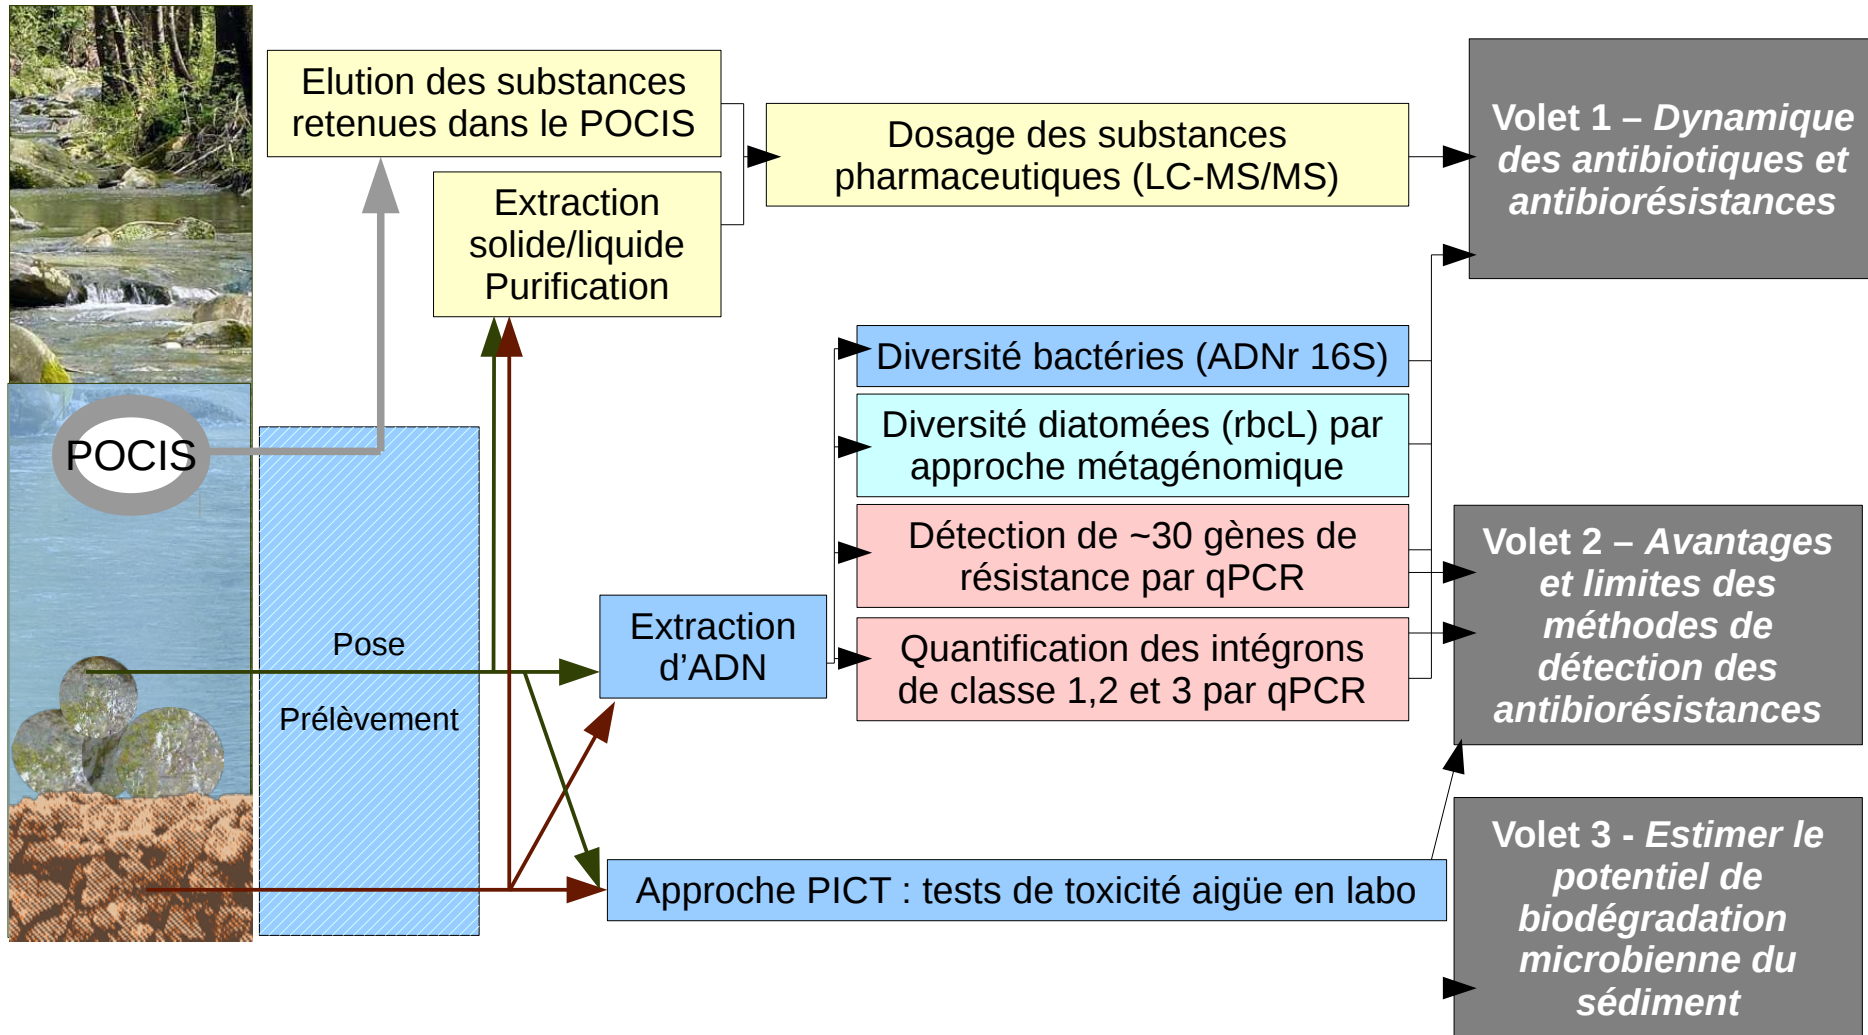 Elution des substances
retenues dans le POCIS
Extraction
solide/liquide
Purification
Dosage des substances
pharmaceutiques (LC-MS/MS)
Volet 1 – Dynamique
des antibiotiques et
antibiorésistances
POCIS
Pose
Prélèvement
Extraction
d’ADN
Diversité bactéries (ADNr 16S)
Diversité diatomées (rbcL) par
approche métagénomique
Détection de ~30 gènes de
résistance par qPCR
Quantification des intégrons
de classe 1,2 et 3 par qPCR
Volet 2 – Avantages
et limites des
méthodes de
détection des
antibiorésistances
Approche PICT : tests de toxicité aigüe en labo
Volet 3 - Estimer le
potentiel de
biodégradation
microbienne du
sédiment